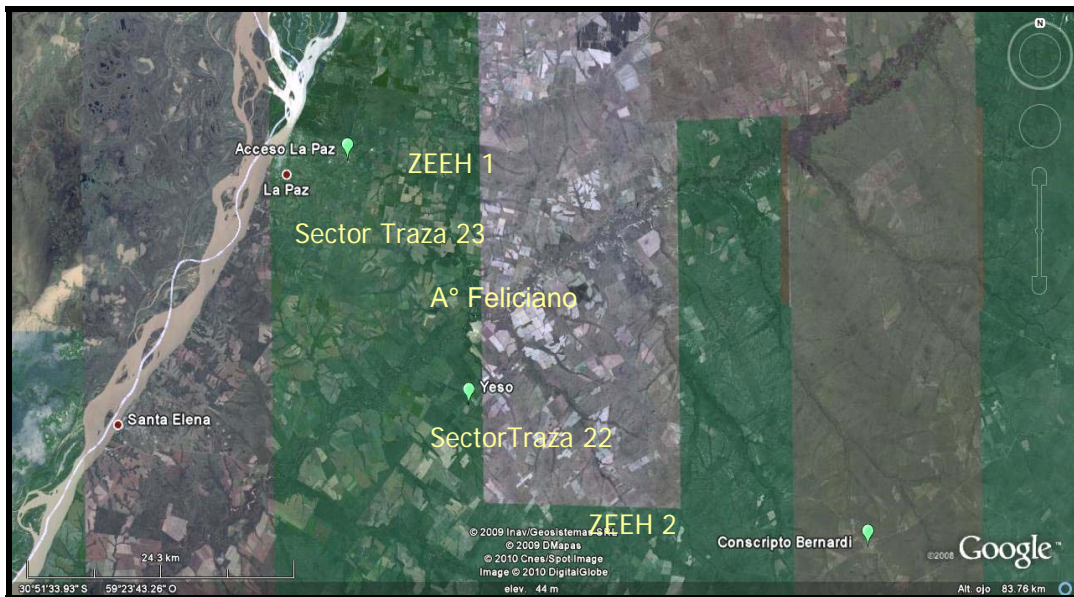 N
Acceso La Paz
ZEEH 1
La Paz
Sector Traza 23
A° Feliciano
Yeso
Santa Elena
SectorTraza 22
ZEEH 2
© 2009 Inav/Geosistemas SRL
Conscripto Bernardi
© 2009 DMapas
© 2010 Cnes/Spot Image
Image © 2010 DigitalGlobe
©2008 Google™
24.3 km
30°51'33.93" S 59°23'43.26" O elev. 44 m Alt. ojo 83.76 km